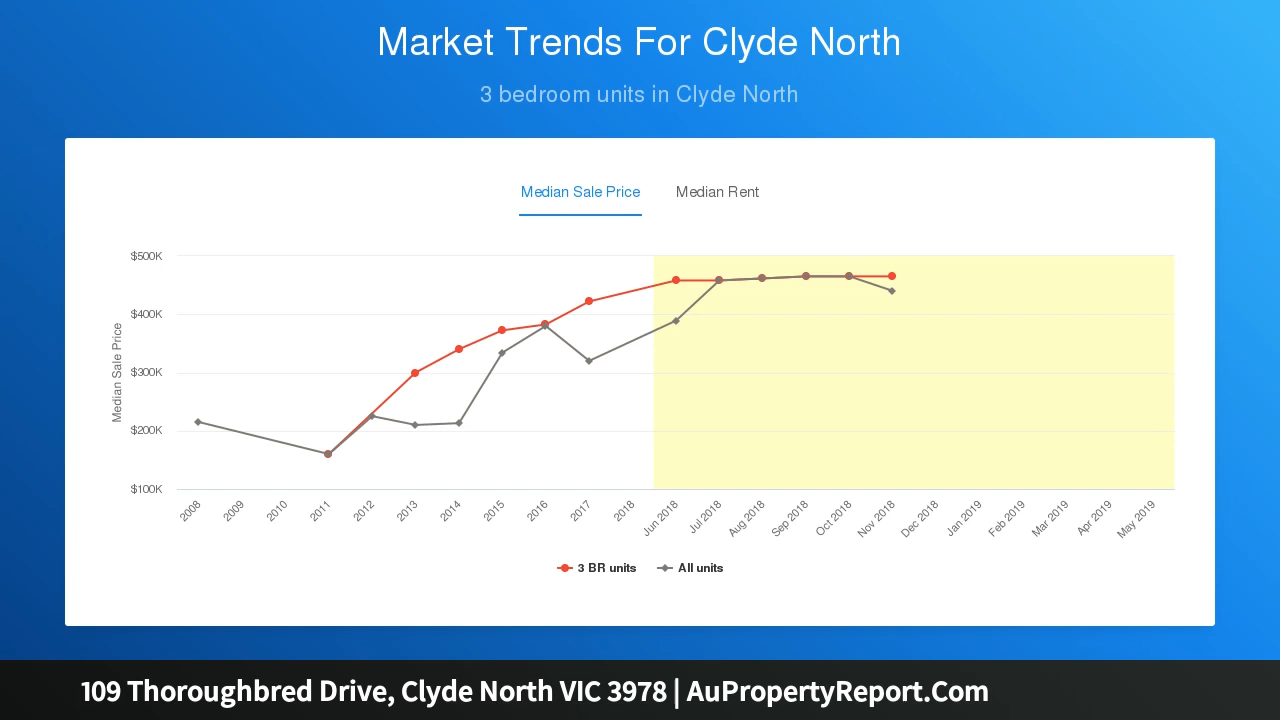 Market Trends For Clyde North
3 bedroom units in Clyde North
Median Sale Price Median Rent
$500K
$400K
$300K
$200K
$100K
Median Sale Price
2008 2009 2010 2011 2012 2013 2014 2015 2016 2017 2018 Jun 2018 Jul 2018 Aug 2018 Sep 2018 Oct 2018 Nov 2018 Dec 2018 Jan 2019 Feb 2019 Mar 2019 Apr 2019 May 2019
3 BR units All units
109 Thoroughbred Drive, Clyde North VIC 3978 | AuPropertyReport.Com